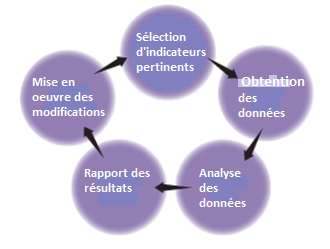 Sélection
d'indicateurs
pertinents
Obtention
des
données
Analyse
des
données
Rapport des
résultats
Mise en
oeuvre des
modifications